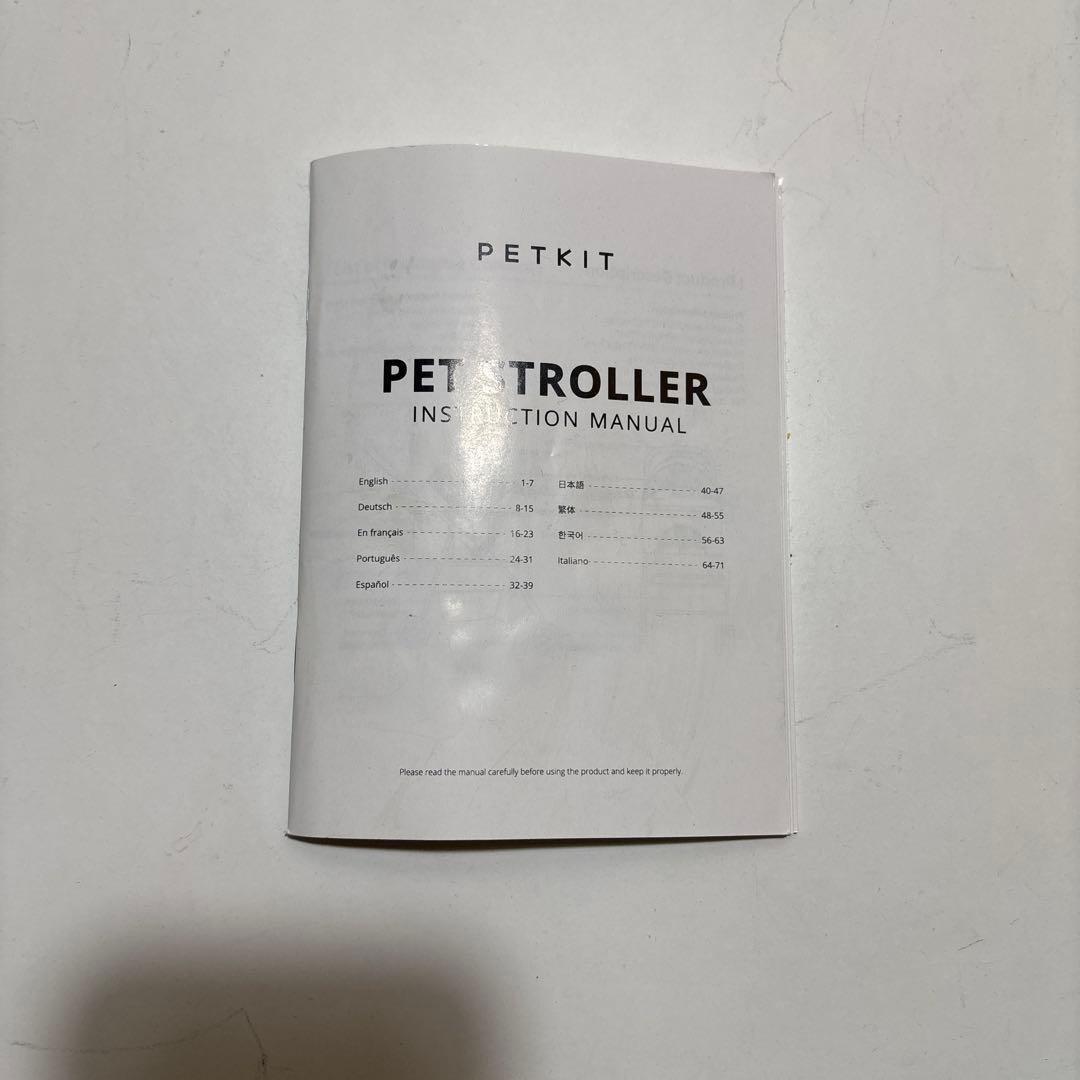 PETKIT
PET STROLLER
INSTRUCTION MANUAL
English 1-7
Deutsch 8-15
En français 16-23
Português 24-31
Español 32-39
日本語 40-47
繁体 48-55
한국어 56-63
Italiano 64-71
Please read the manual carefully before using the product and keep it properly.